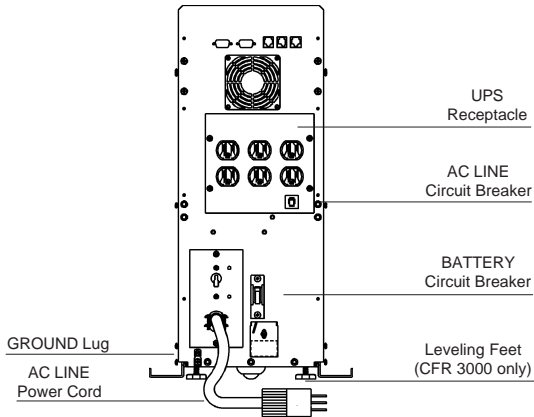 UPS
Receptacle
AC LINE
Circuit Breaker
BATTERY
Circuit Breaker
GROUND Lug
AC LINE
Power Cord
Leveling Feet
(CFR 3000 only)